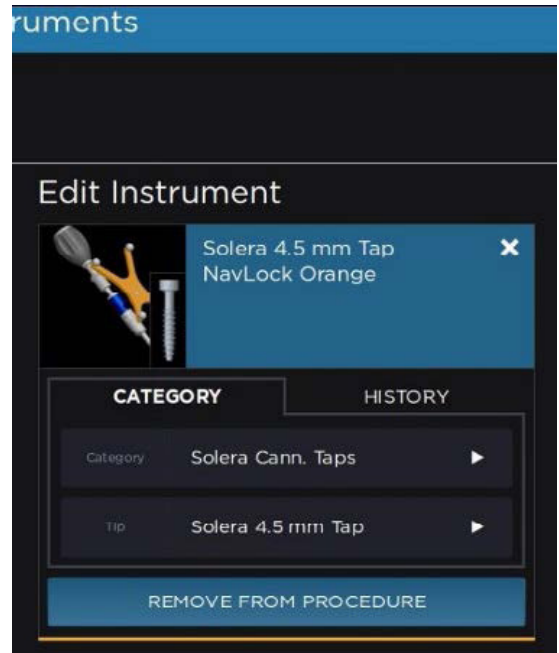 ruments
Edit Instrument
Solera 4.5 mm Tap
NavLock Orange
CATEGORY
HISTORY
Category
Solera Cann. Taps
Tip
Solera 4.5 mm Tap
REMOVE FROM PROCEDURE